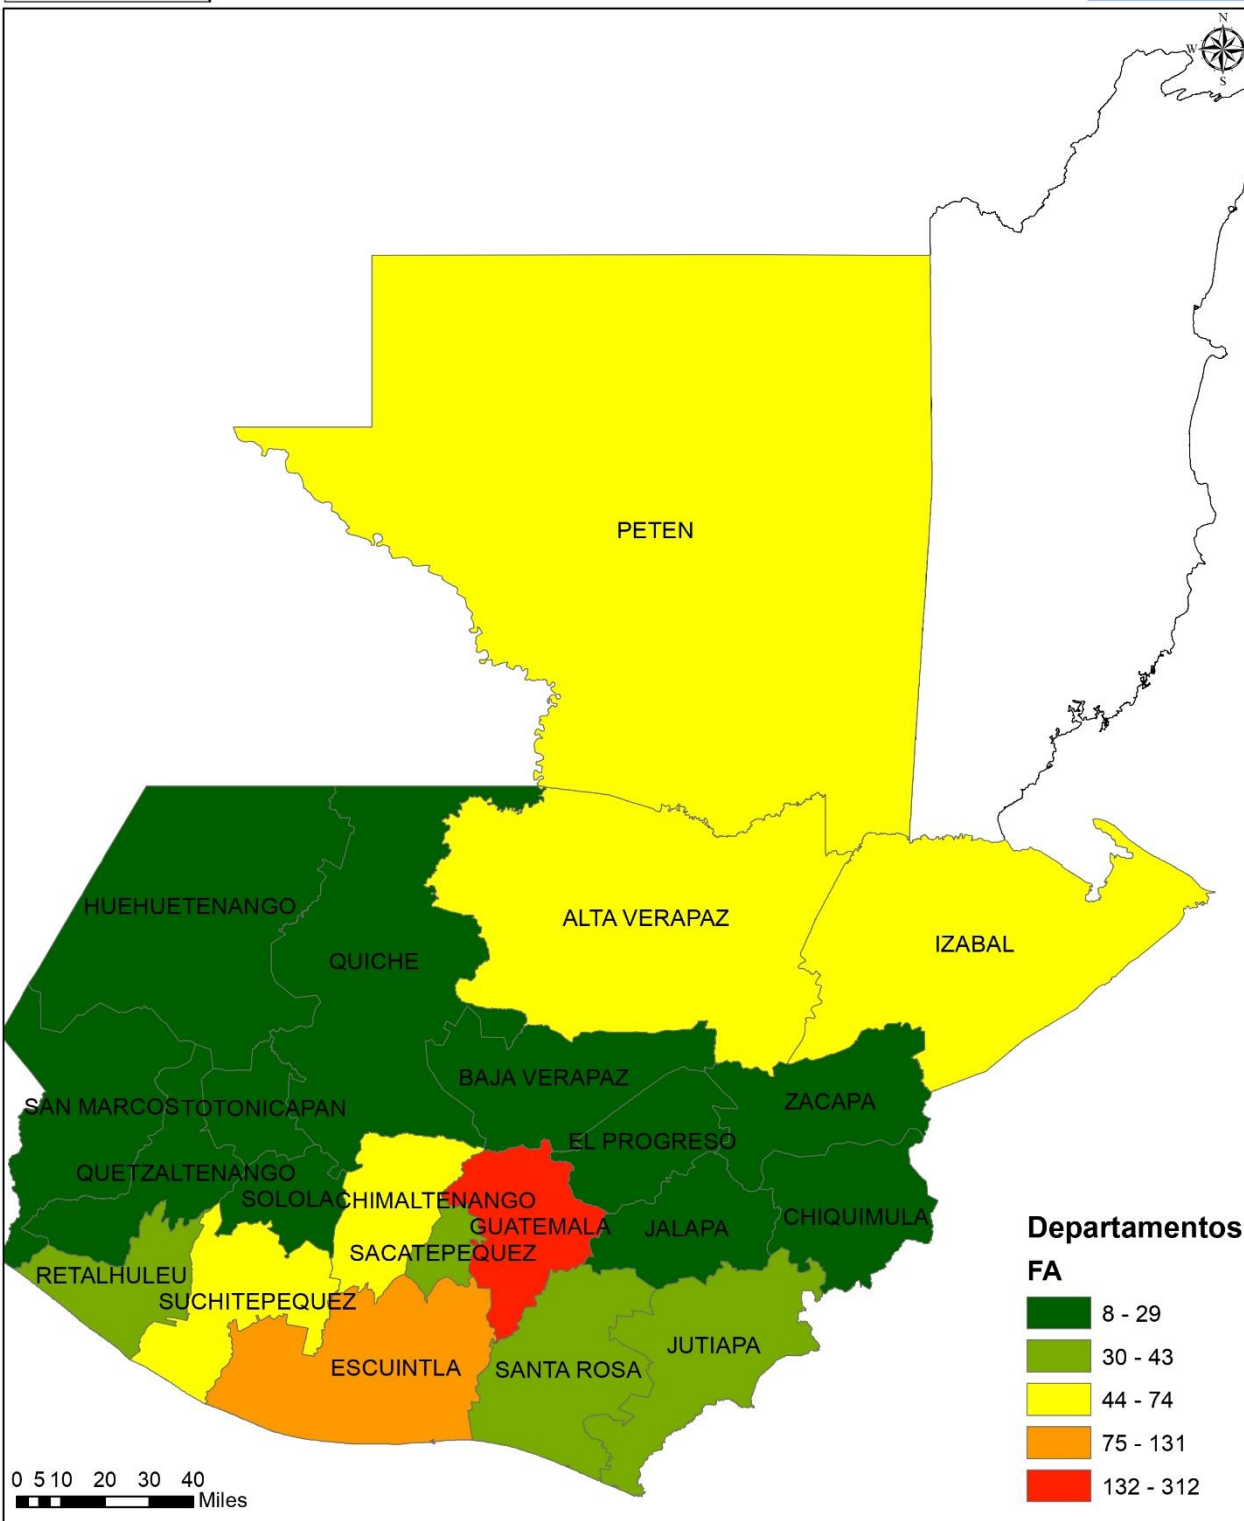 N
W
S
PETEN
HUEHUETENANGO
ALTA VERAPAZ
IZABAL
QUICHE
BAJA VERAPAZ
ZACAPA
SAN MARCOS
TOTONICAPAN
EL PROGRESO
QUETZALTENANGO
SOLOLA
CHIMALTENANGO
GUATEMALA
JALAPA
CHIQUIMULA
SACATEPEQUEZ
RETALHULEU
SUCHITEPEQUEZ
JUTIAPA
ESCUINTLA
SANTA ROSA
Departamentos
FA
8 - 29
30 - 43
44 - 74
75 - 131
132 - 312
0 5 10 20 30 40
Miles